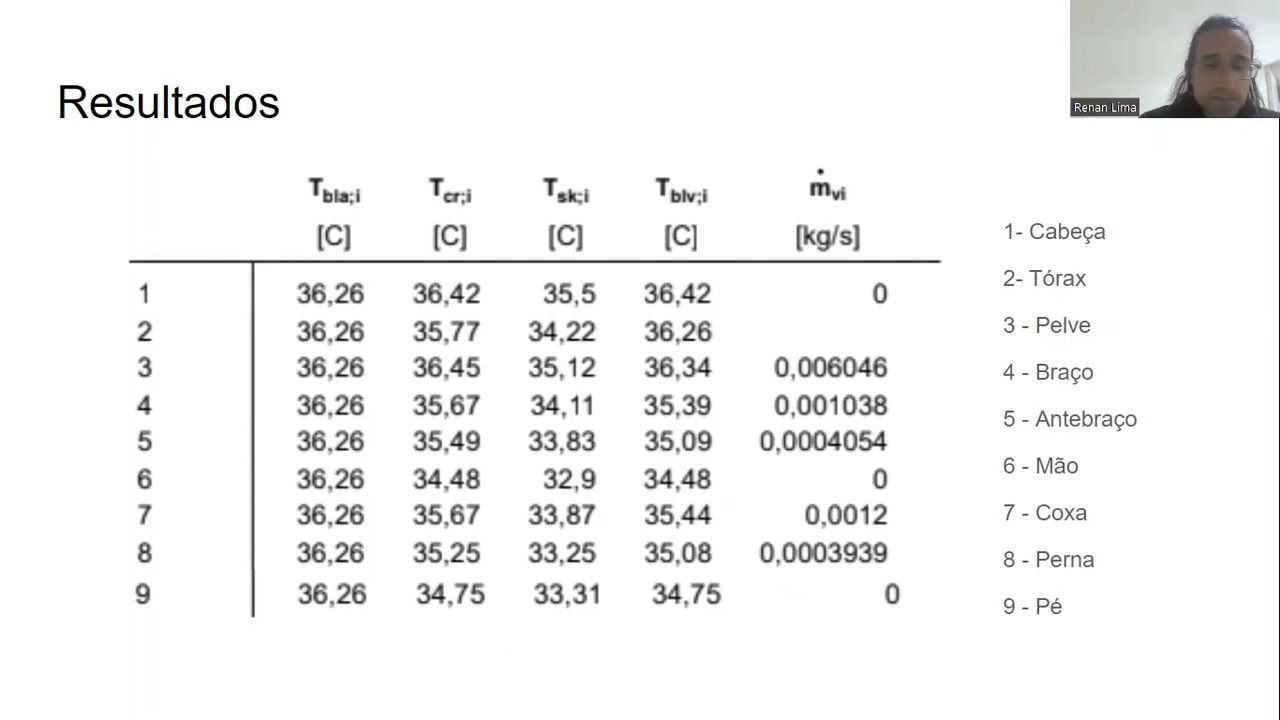 Renan Lima
Resultados
T_bla;i T_cr;i T_sk;i T_blv;i ṁ_vi
[C] [C] [C] [C] [kg/s]
1 36,26 36,42 35,5 36,42 0
2 36,26 35,77 34,22 36,26
3 36,26 36,45 35,12 36,34 0,006046
4 36,26 35,67 34,11 35,39 0,001038
5 36,26 35,49 33,83 35,09 0,0004054
6 36,26 34,48 32,9 34,48 0
7 36,26 35,67 33,87 35,44 0,0012
8 36,26 35,25 33,25 35,08 0,0003939
9 36,26 34,75 33,31 34,75 0
1- Cabeça
2- Tórax
3 - Pelve
4 - Braço
5 - Antebraço
6 - Mão
7 - Coxa
8 - Perna
9 - Pé